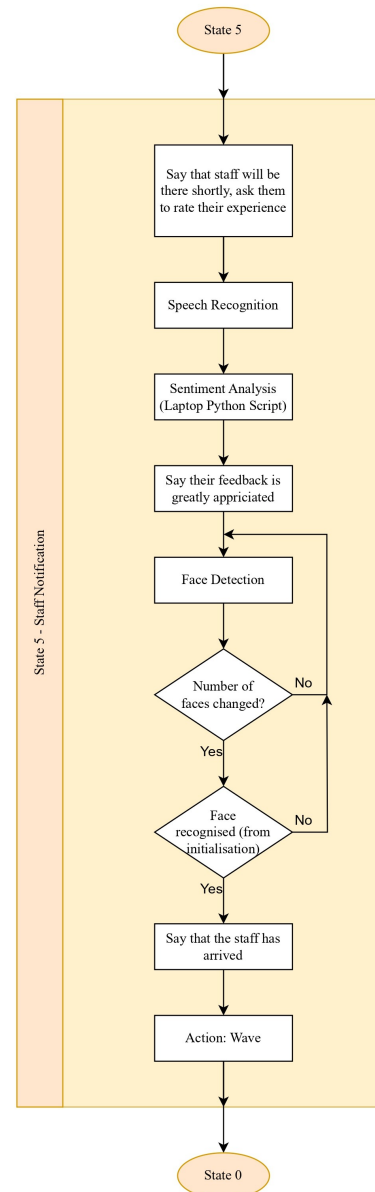 State 5
Say that staff will be
there shortly, ask them
to rate their experience
Speech Recognition
Sentiment Analysis
(Laptop Python Script)
Say their feedback is
greatly appriciated
Face Detection
Number of
faces changed?
No
Yes
Face
recognised (from
initialisation)
No
Yes
Say that the staff has
arrived
Action: Wave
State 5 - Staff Notification
State 0